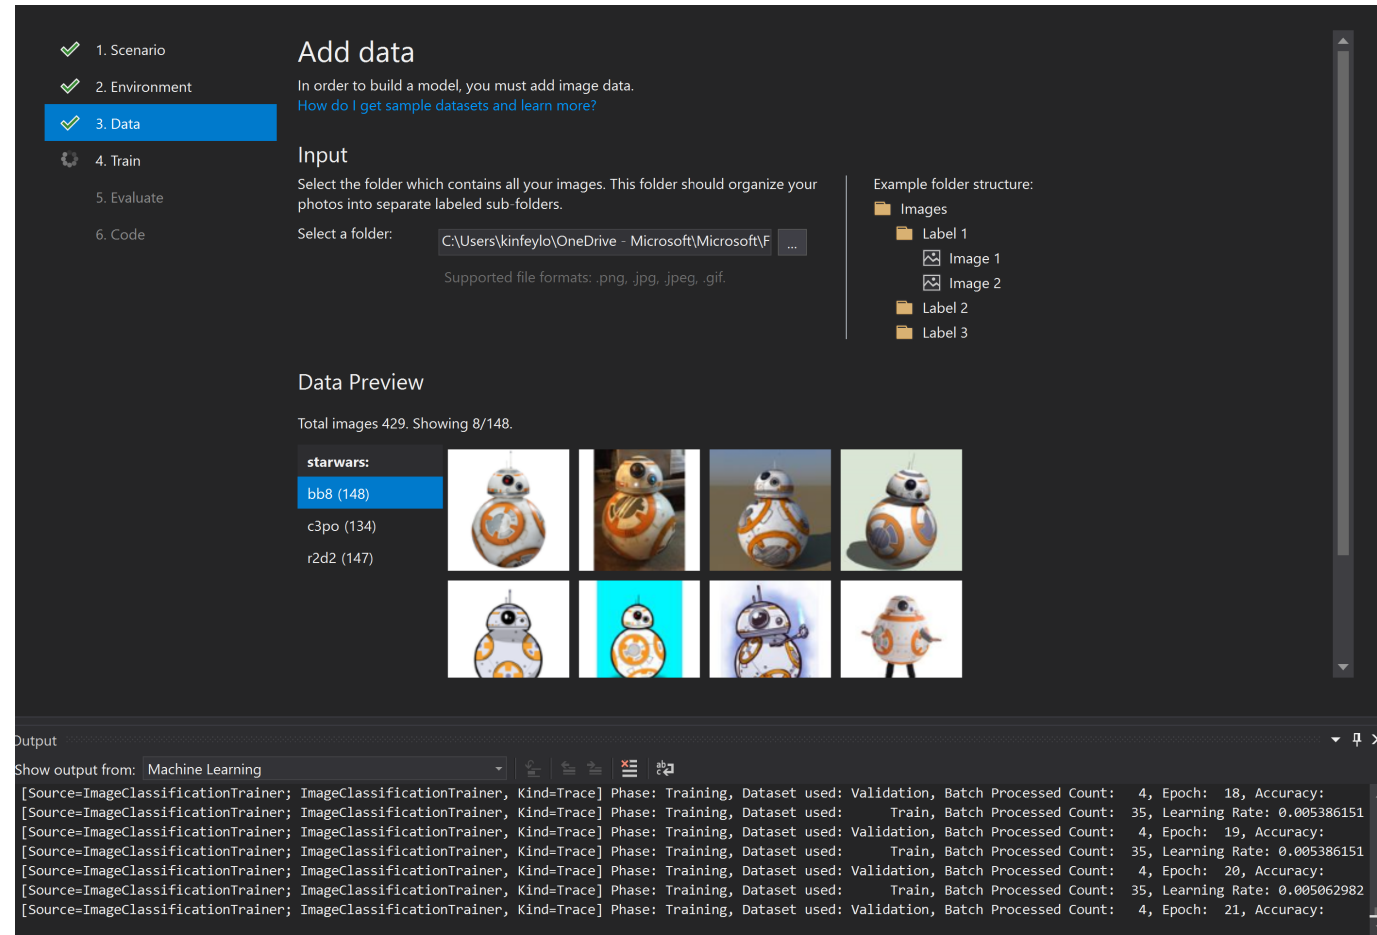 1. Scenario
2. Environment
3. Data
4. Train
5. Evaluate
6. Code
Add data
In order to build a model, you must add image data.
How do I get sample datasets and learn more?
Input
Select the folder which contains all your images. This folder should organize your
photos into separate labeled sub-folders.
Select a folder:
C:\Users\kinfeylo\OneDrive - Microsoft\Microsoft\F
...
Supported file formats: .png, .jpg, .jpeg, .gif.
Example folder structure:
Images
Label 1
Image 1
Image 2
Label 2
Label 3
Data Preview
Total images 429. Showing 8/148.
starwars:
bb8 (148)
c3po (134)
r2d2 (147)
Output
Show output from: Machine Learning
[Source=ImageClassificationTrainer; ImageClassificationTrainer, Kind=Trace] Phase: Training, Dataset used: Validation, Batch Processed Count:   4, Epoch:  18, Accuracy:
[Source=ImageClassificationTrainer; ImageClassificationTrainer, Kind=Trace] Phase: Training, Dataset used:      Train, Batch Processed Count:  35, Learning Rate: 0.005386151
[Source=ImageClassificationTrainer; ImageClassificationTrainer, Kind=Trace] Phase: Training, Dataset used: Validation, Batch Processed Count:   4, Epoch:  19, Accuracy:
[Source=ImageClassificationTrainer; ImageClassificationTrainer, Kind=Trace] Phase: Training, Dataset used:      Train, Batch Processed Count:  35, Learning Rate: 0.005386151
[Source=ImageClassificationTrainer; ImageClassificationTrainer, Kind=Trace] Phase: Training, Dataset used: Validation, Batch Processed Count:   4, Epoch:  20, Accuracy:
[Source=ImageClassificationTrainer; ImageClassificationTrainer, Kind=Trace] Phase: Training, Dataset used:      Train, Batch Processed Count:  35, Learning Rate: 0.005062982
[Source=ImageClassificationTrainer; ImageClassificationTrainer, Kind=Trace] Phase: Training, Dataset used: Validation, Batch Processed Count:   4, Epoch:  21, Accuracy: